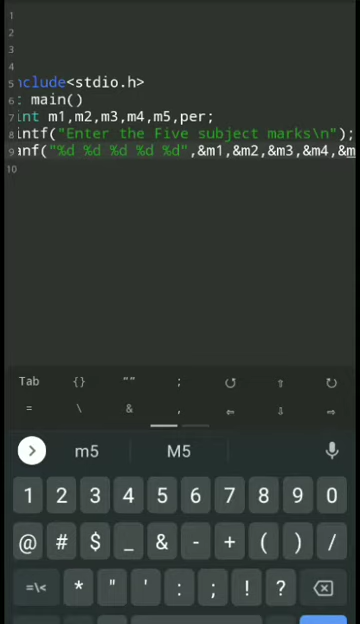 1
2
3
4
5 nclude<stdio.h>
6 : main()
7 int m1,m2,m3,m4,m5,per;
8 intf("Enter the Five subject marks\n");
9 anf("%d %d %d %d %d",&m1,&m2,&m3,&m4,&m
10
Tab {} “” ; ↺ ⇧ ↻
= \ & , ⇦ ⇩ ⇨
m5 M5
1 2 3 4 5 6 7 8 9 0
@ # $ _ & - + ( ) /
=\< * " ' : ; ! ?